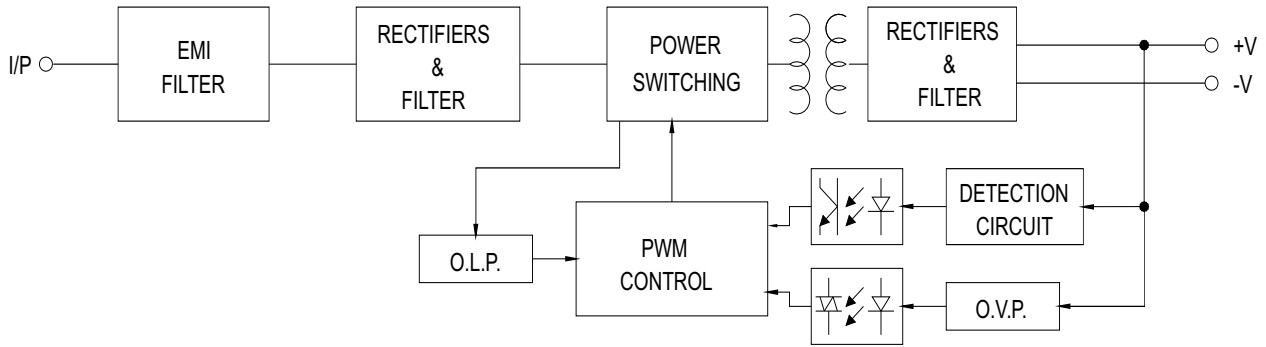 I/P
EMI
FILTER
RECTIFIERS
&
FILTER
POWER
SWITCHING
RECTIFIERS
&
FILTER
+V
-V
O.L.P.
PWM
CONTROL
DETECTION
CIRCUIT
O.V.P.